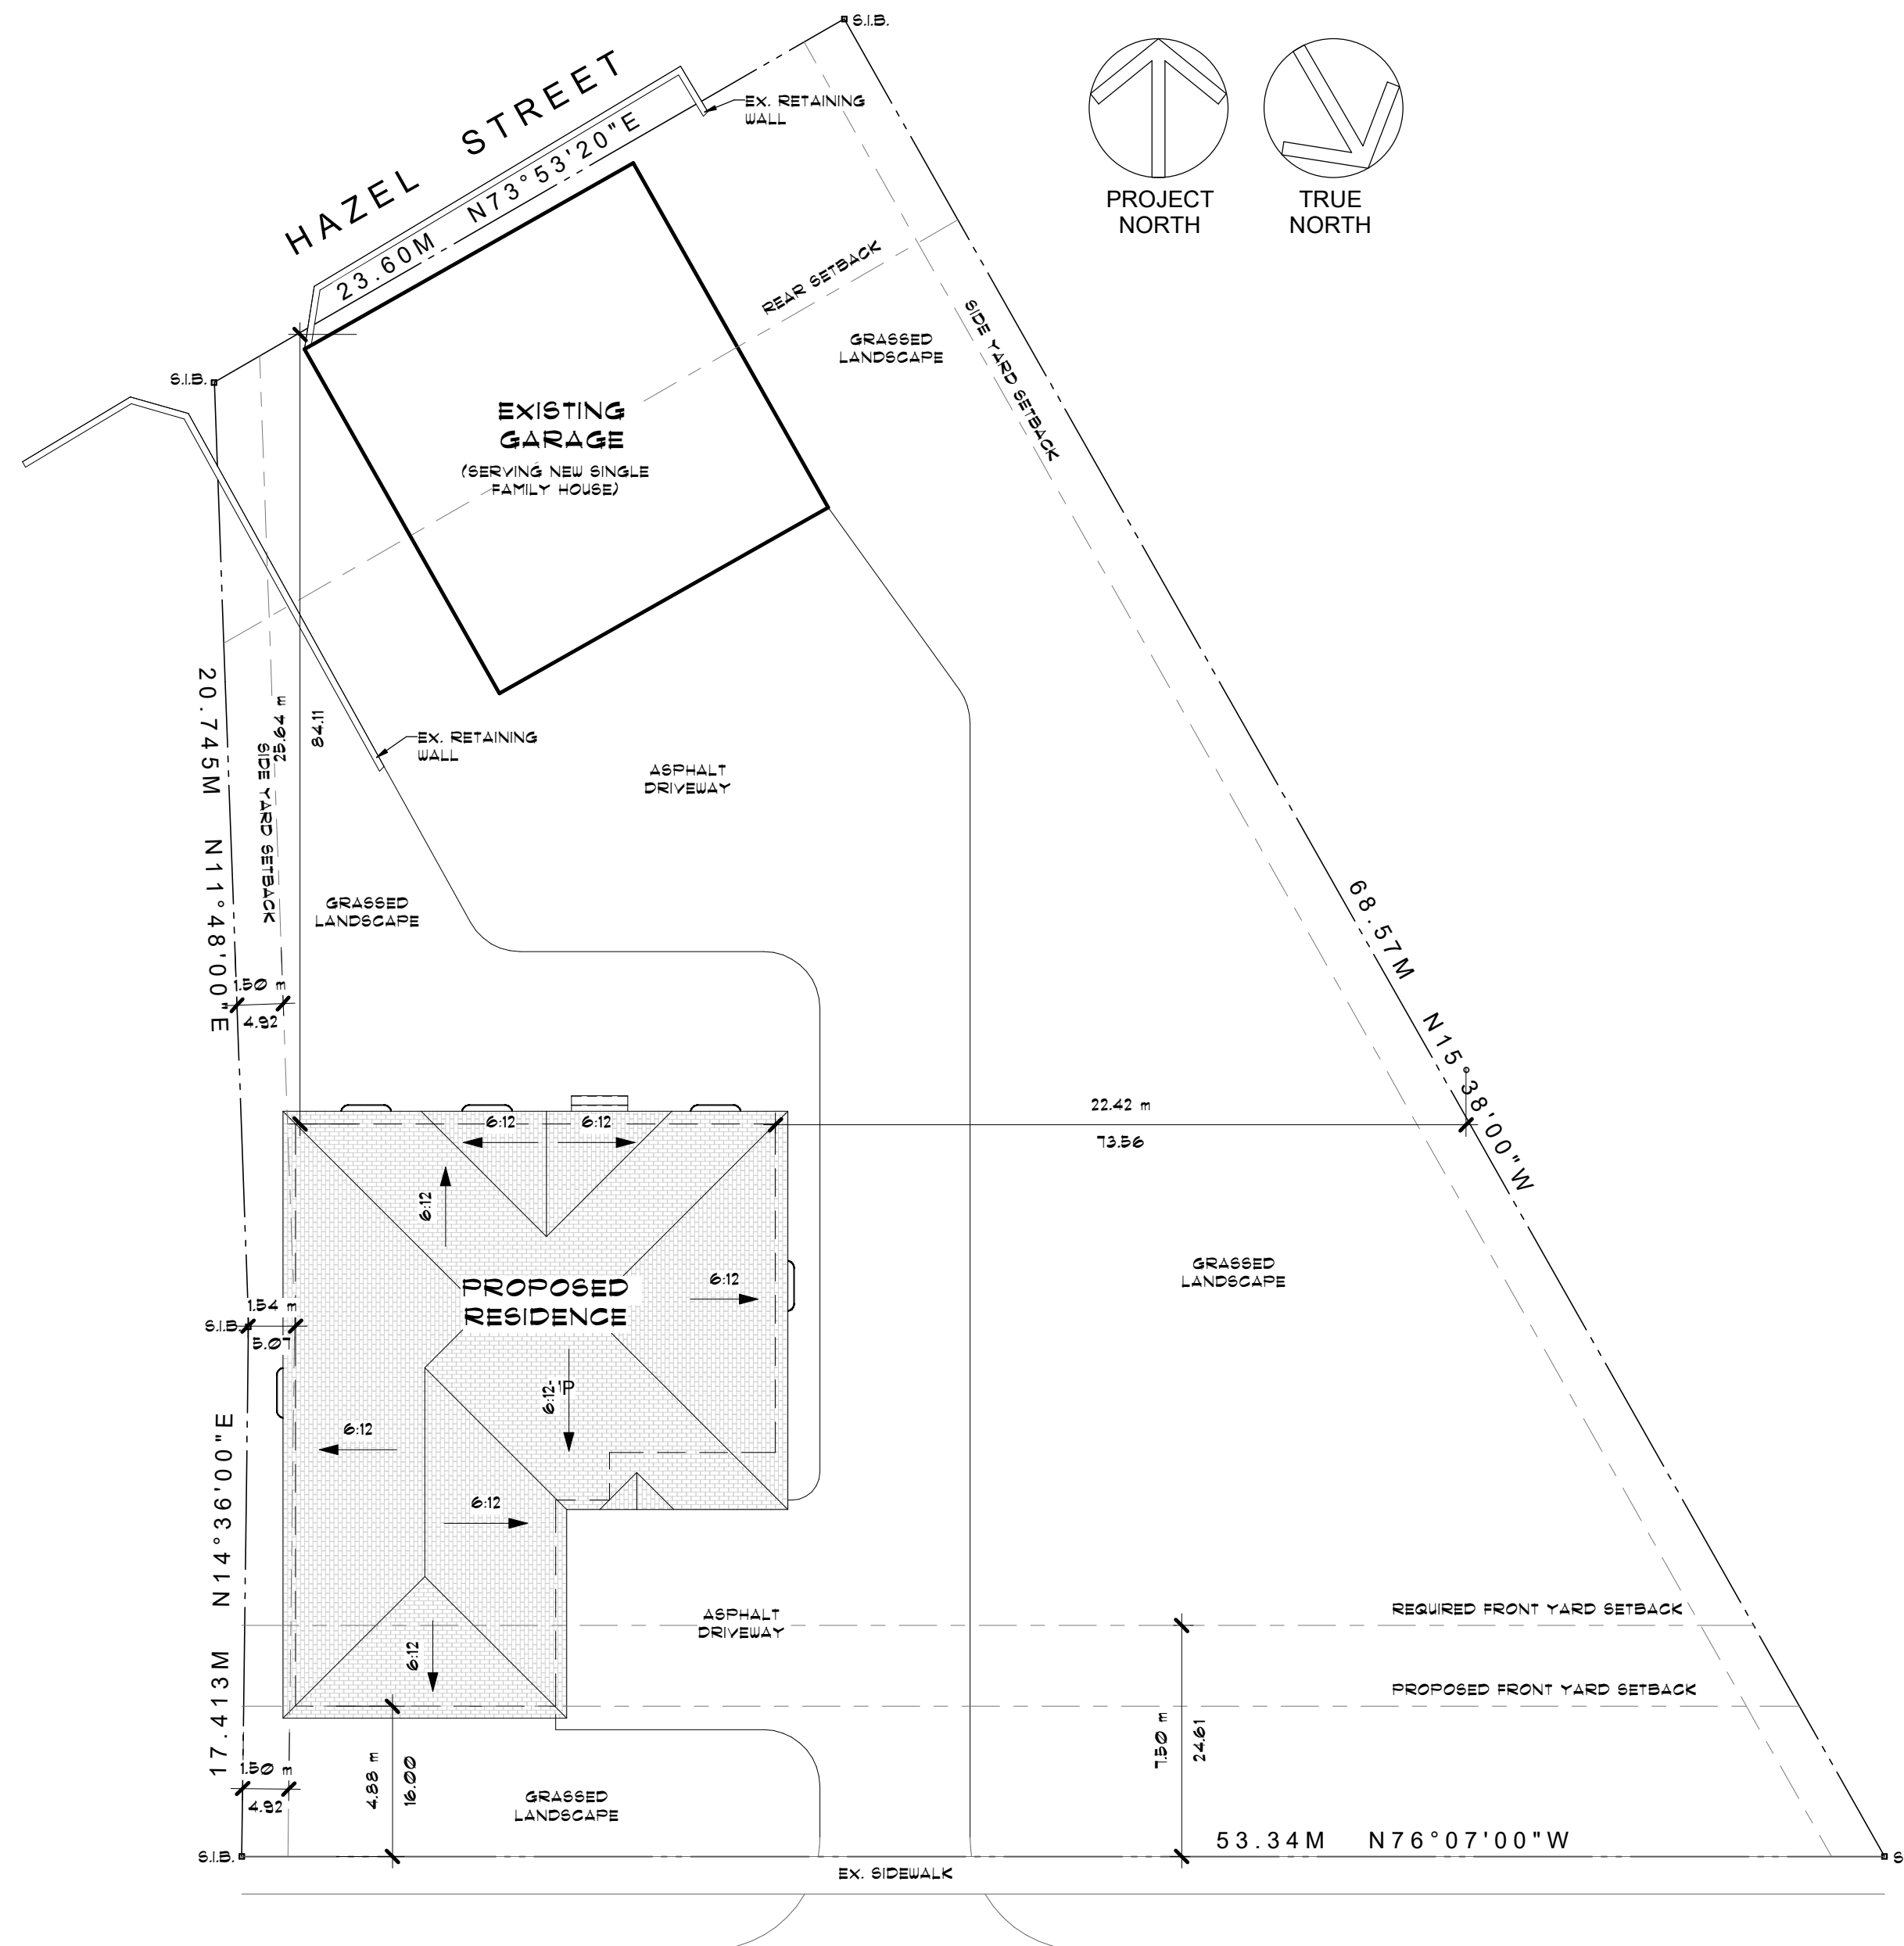 S.I.B.
EX. RETAINING
WALL
HAZEL STREET
23.60M N73°53'20"E
PROJECT
NORTH
TRUE
NORTH
REAR SETBACK
SIDE YARD SETBACK
GRASSED
LANDSCAPE
S.I.B.
EXISTING
GARAGE
(SERVING NEW SINGLE
FAMILY HOUSE)
20.745M N11°48'00"E
SIDE YARD SETBACK
25.64 m
84.11
EX. RETAINING
WALL
ASPHALT
DRIVEWAY
GRASSED
LANDSCAPE
68.57M N15°38'00"W
1.50 m
4.92
22.42 m
73.56
6:12
6:12
6:12
PROPOSED
RESIDENCE
6:12
GRASSED
LANDSCAPE
1.54 m
S.I.B.
5.07
6:12
6:12
6:12
17.413M N14°36'00"E
ASPHALT
DRIVEWAY
REQUIRED FRONT YARD SETBACK
6:12
PROPOSED FRONT YARD SETBACK
7.50 m
24.61
1.50 m
4.92
4.88 m
16.00
GRASSED
LANDSCAPE
53.34M N76°07'00"W
S.I.B.
EX. SIDEWALK
S